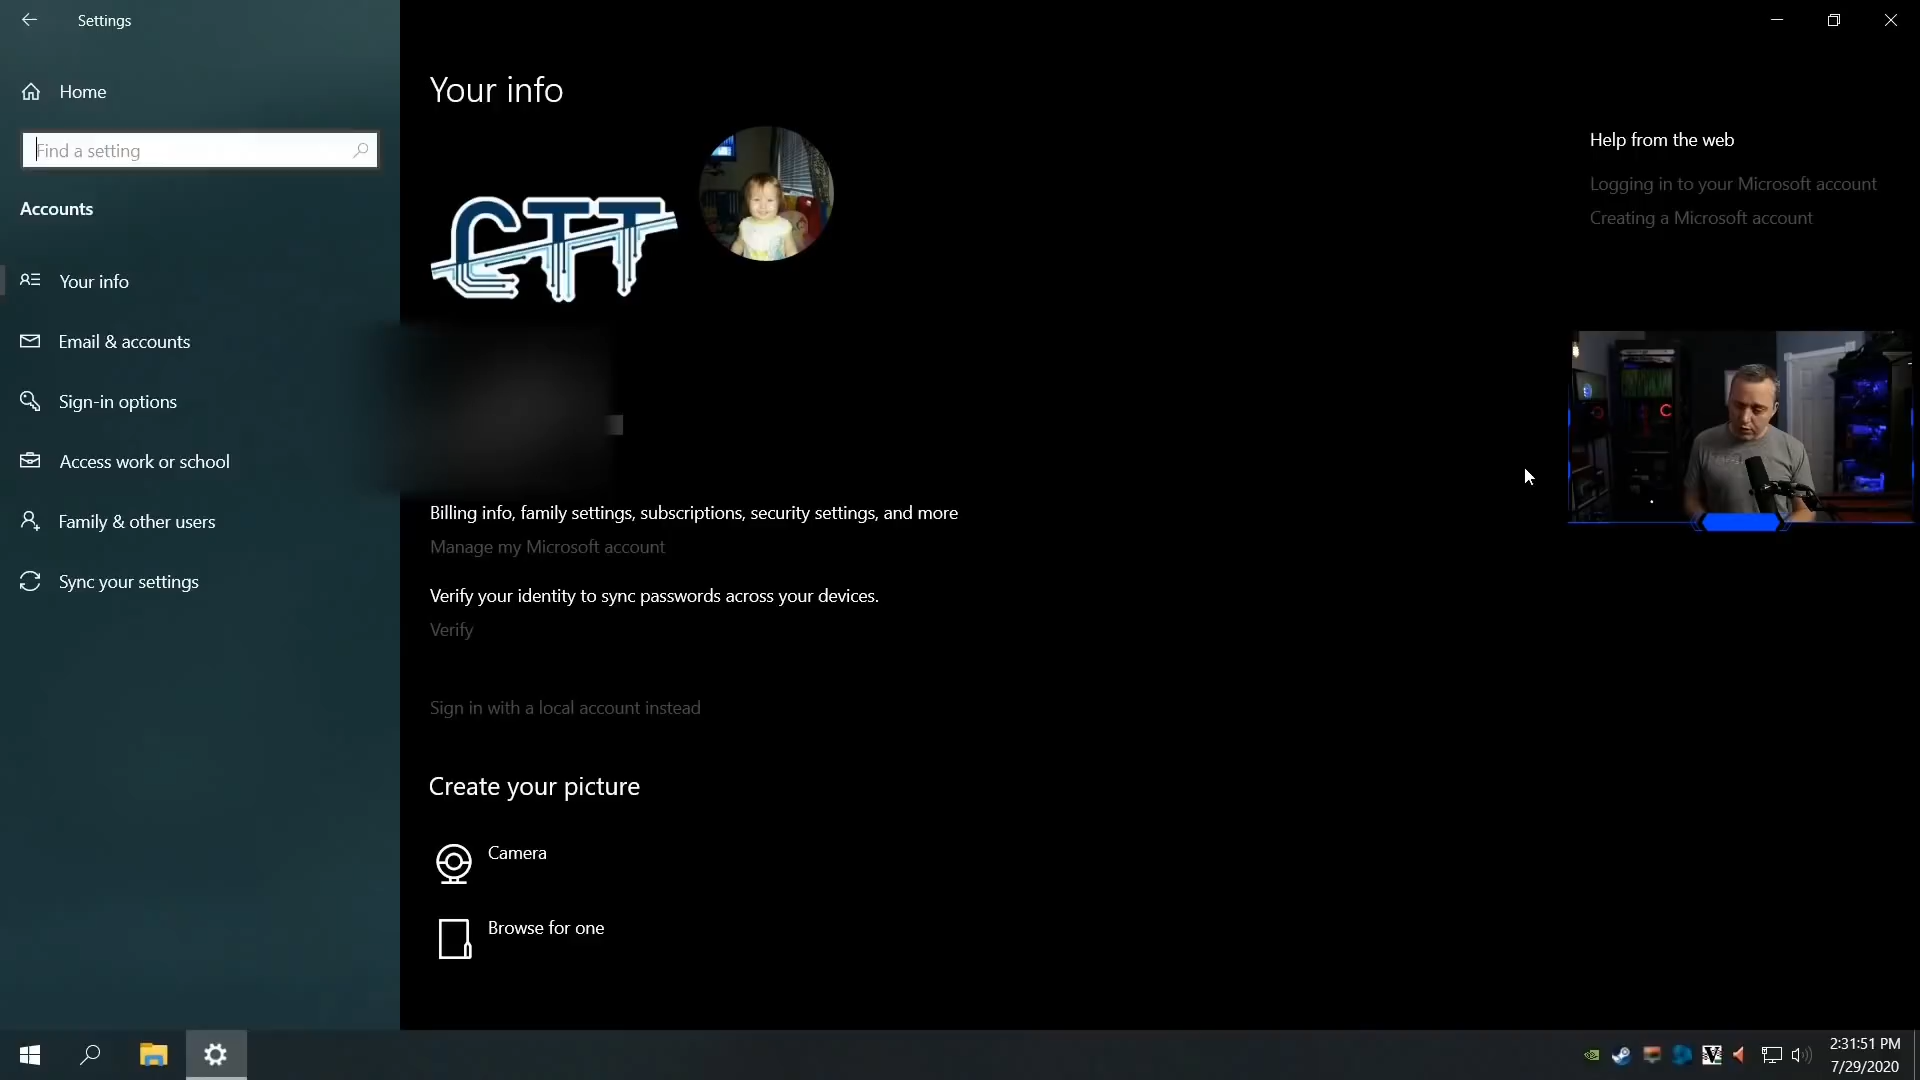 Settings
Home
Find a setting
Accounts
Your info
Email & accounts
Sign-in options
Access work or school
Family & other users
Sync your settings
Your info
CTT
Billing info, family settings, subscriptions, security settings, and more
Manage my Microsoft account
Verify your identity to sync passwords across your devices.
Verify
Sign in with a local account instead
Create your picture
Camera
Browse for one
Help from the web
Logging in to your Microsoft account
Creating a Microsoft account
2:31:51 PM
7/29/2020